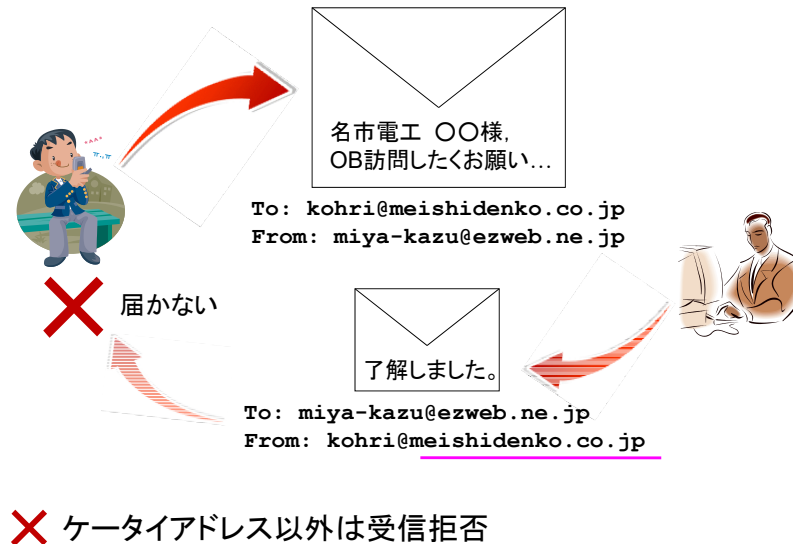 名市電工 〇〇様,
OB訪問したくお願い…
To: kohri@meishidenko.co.jp
From: miya-kazu@ezweb.ne.jp
届かない
了解しました。
To: miya-kazu@ezweb.ne.jp
From: kohri@meishidenko.co.jp
ケータイアドレス以外は受信拒否